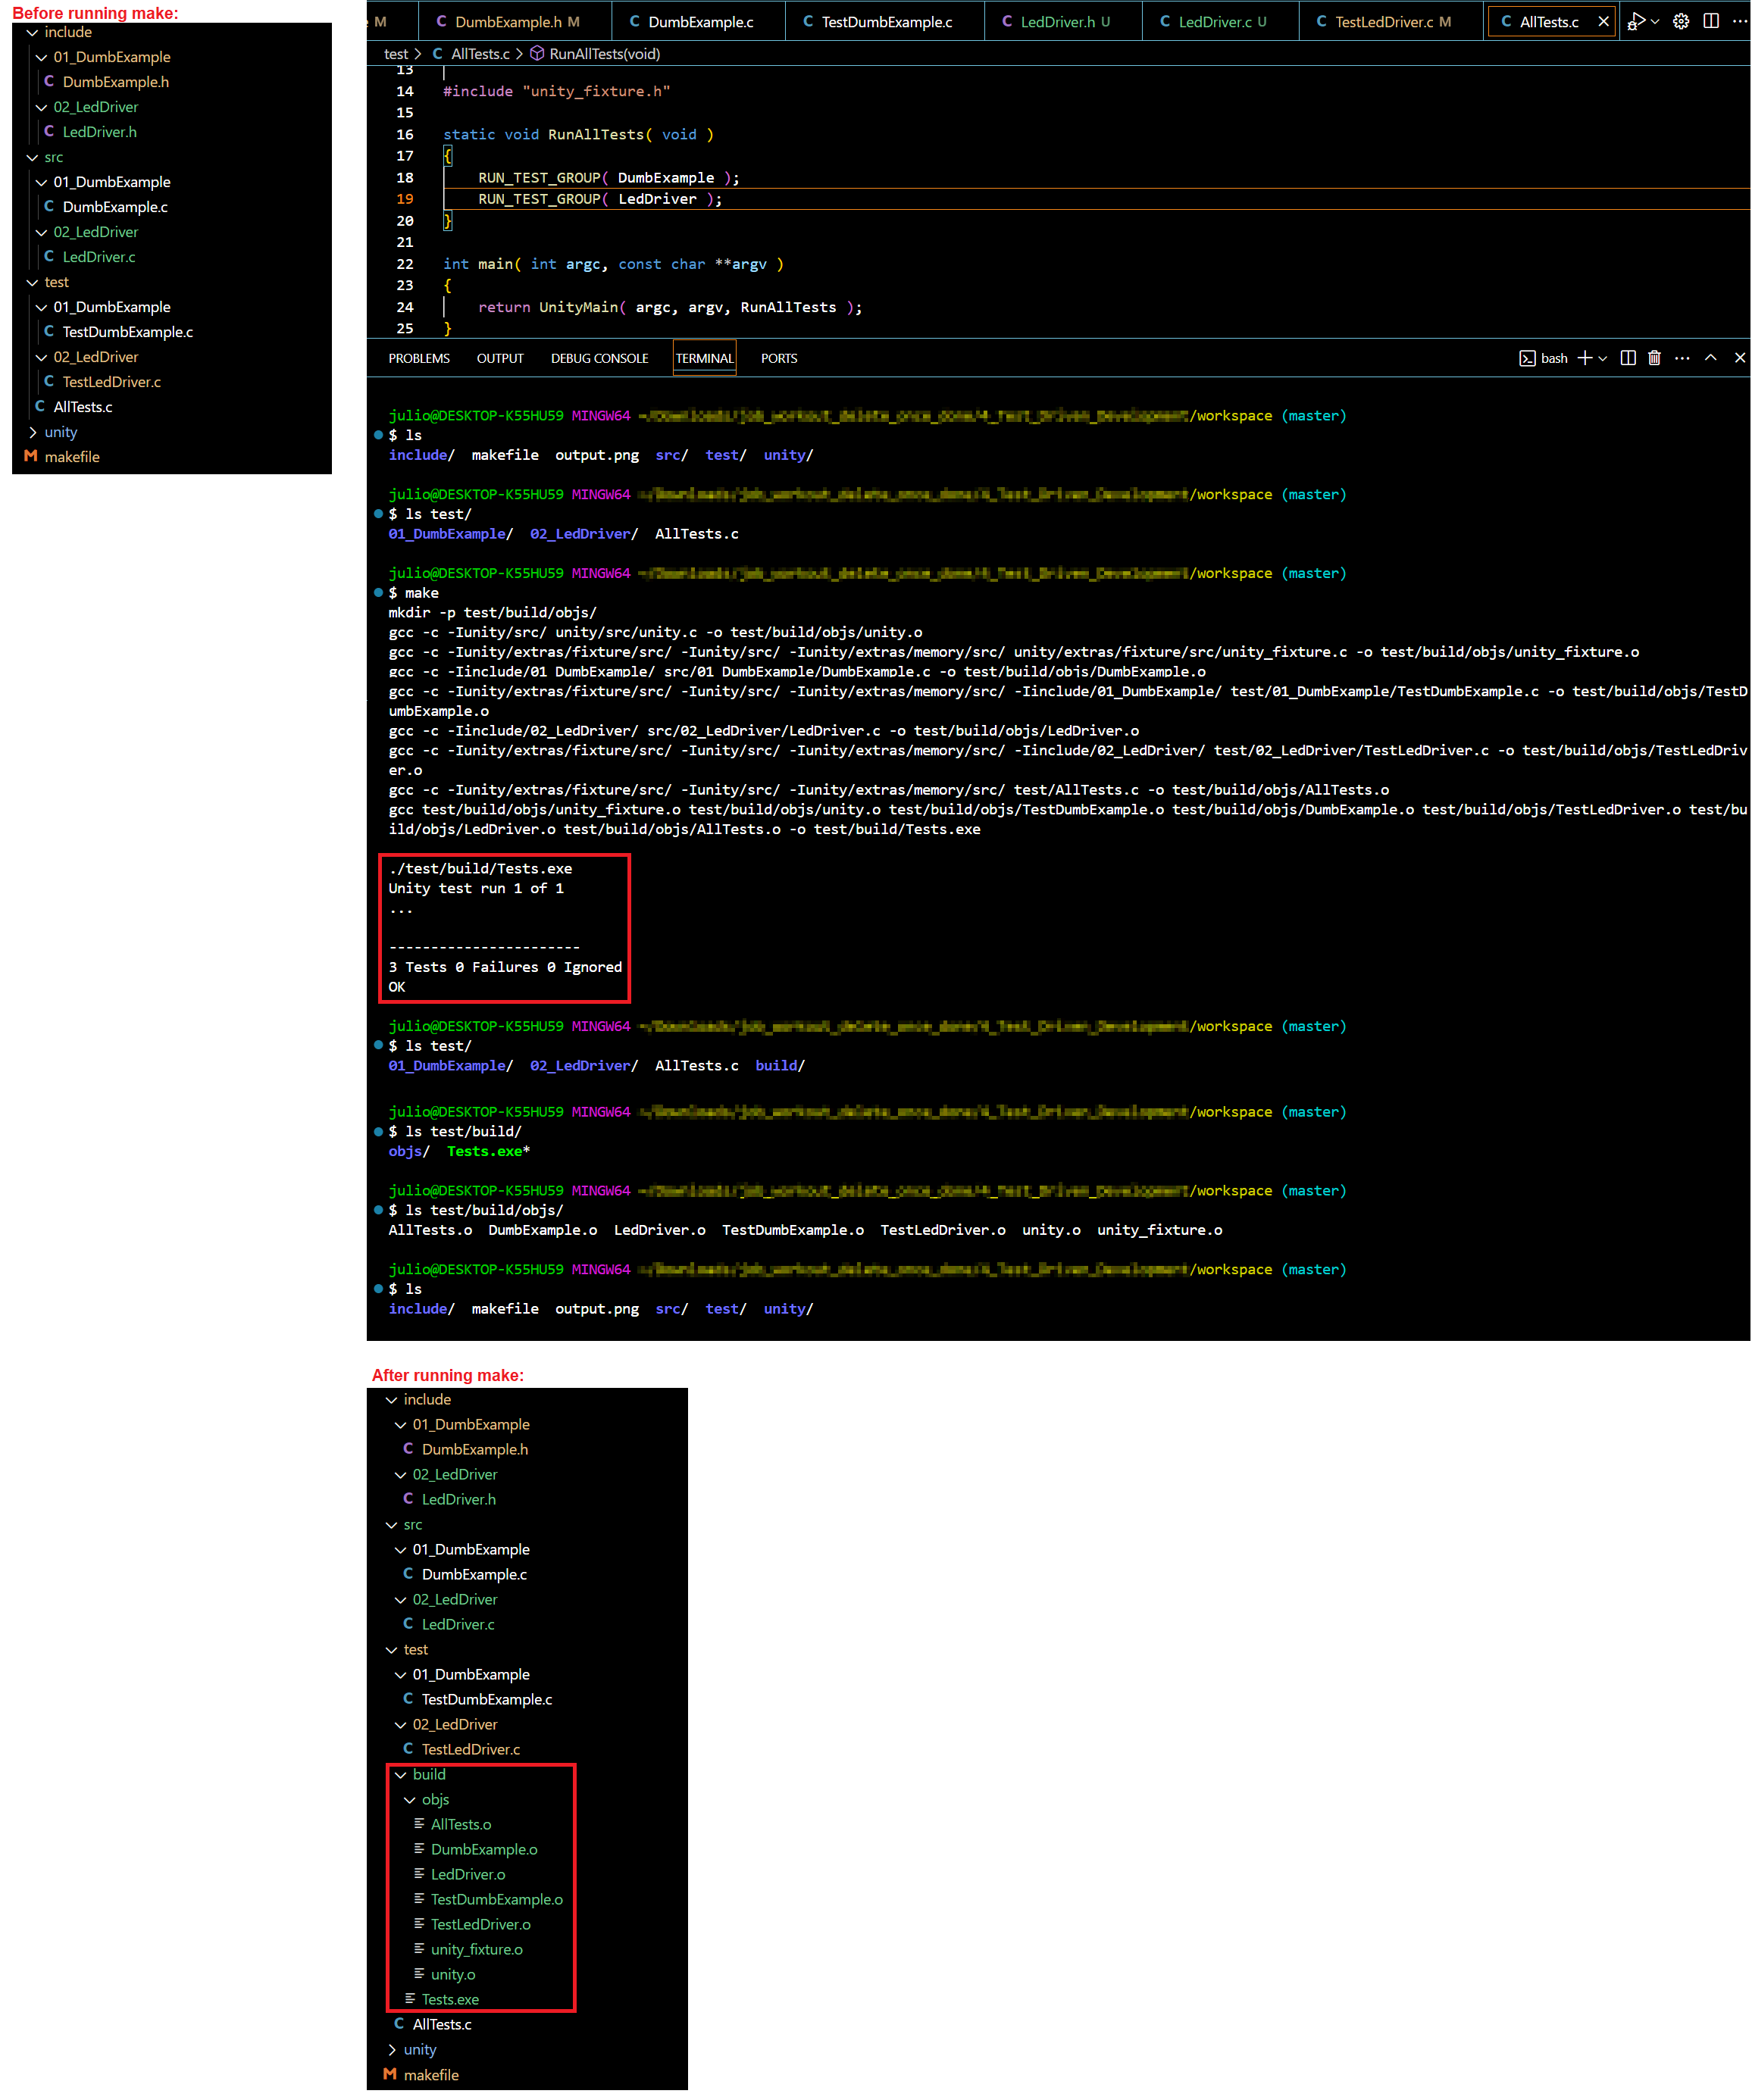 Before running make:
include
01_DumbExample
C DumbExample.h
02_LedDriver
C LedDriver.h
src
01_DumbExample
C DumbExample.c
02_LedDriver
C LedDriver.c
test
01_DumbExample
C TestDumbExample.c
02_LedDriver
C TestLedDriver.c
C AllTests.c
unity
M makefile
M C DumbExample.h M C DumbExample.c C TestDumbExample.c C LedDriver.h U C LedDriver.c U C TestLedDriver.c M C AllTests.c
test > C AllTests.c > RunAllTests(void)
13
14 #include "unity_fixture.h"
15
16 static void RunAllTests( void )
17 {
18 RUN_TEST_GROUP( DumbExample );
19 RUN_TEST_GROUP( LedDriver );
20 }
21
22 int main( int argc, const char **argv )
23 {
24 return UnityMain( argc, argv, RunAllTests );
25 }
PROBLEMS OUTPUT DEBUG CONSOLE TERMINAL PORTS bash
julio@DESKTOP-K55HU59 MINGW64 /workspace (master)
$ ls
include/ makefile output.png src/ test/ unity/
julio@DESKTOP-K55HU59 MINGW64 /workspace (master)
$ ls test/
01_DumbExample/ 02_LedDriver/ AllTests.c
julio@DESKTOP-K55HU59 MINGW64 /workspace (master)
$ make
mkdir -p test/build/objs/
gcc -c -Iunity/src/ unity/src/unity.c -o test/build/objs/unity.o
gcc -c -Iunity/extras/fixture/src/ -Iunity/src/ -Iunity/extras/memory/src/ unity/extras/fixture/src/unity_fixture.c -o test/build/objs/unity_fixture.o
gcc -c -Iinclude/01_DumbExample/ src/01_DumbExample/DumbExample.c -o test/build/objs/DumbExample.o
gcc -c -Iunity/extras/fixture/src/ -Iunity/src/ -Iunity/extras/memory/src/ -Iinclude/01_DumbExample/ test/01_DumbExample/TestDumbExample.c -o test/build/objs/TestD
umbExample.o
gcc -c -Iinclude/02_LedDriver/ src/02_LedDriver/LedDriver.c -o test/build/objs/LedDriver.o
gcc -c -Iunity/extras/fixture/src/ -Iunity/src/ -Iunity/extras/memory/src/ -Iinclude/02_LedDriver/ test/02_LedDriver/TestLedDriver.c -o test/build/objs/TestLedDriv
er.o
gcc -c -Iunity/extras/fixture/src/ -Iunity/src/ -Iunity/extras/memory/src/ test/AllTests.c -o test/build/objs/AllTests.o
gcc test/build/objs/unity_fixture.o test/build/objs/unity.o test/build/objs/TestDumbExample.o test/build/objs/DumbExample.o test/build/objs/TestLedDriver.o test/bu
ild/objs/LedDriver.o test/build/objs/AllTests.o -o test/build/Tests.exe
./test/build/Tests.exe
Unity test run 1 of 1
...
-----------------------
3 Tests 0 Failures 0 Ignored
OK
julio@DESKTOP-K55HU59 MINGW64 /workspace (master)
$ ls test/
01_DumbExample/ 02_LedDriver/ AllTests.c build/
julio@DESKTOP-K55HU59 MINGW64 /workspace (master)
$ ls test/build/
objs/ Tests.exe*
julio@DESKTOP-K55HU59 MINGW64 /workspace (master)
$ ls test/build/objs/
AllTests.o DumbExample.o LedDriver.o TestDumbExample.o TestLedDriver.o unity.o unity_fixture.o
julio@DESKTOP-K55HU59 MINGW64 /workspace (master)
$ ls
include/ makefile output.png src/ test/ unity/
After running make:
include
01_DumbExample
C DumbExample.h
02_LedDriver
C LedDriver.h
src
01_DumbExample
C DumbExample.c
02_LedDriver
C LedDriver.c
test
01_DumbExample
C TestDumbExample.c
02_LedDriver
C TestLedDriver.c
build
objs
AllTests.o
DumbExample.o
LedDriver.o
TestDumbExample.o
TestLedDriver.o
unity_fixture.o
unity.o
Tests.exe
C AllTests.c
unity
M makefile